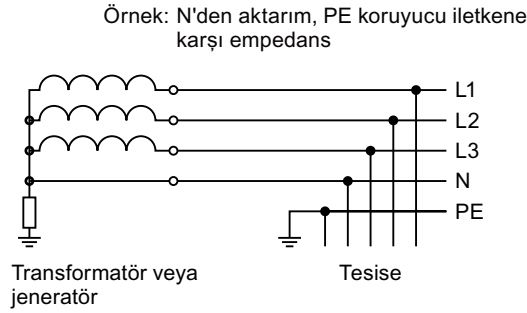 Örnek: N'den aktarım, PE koruyucu iletkene
karşı empedans
L1
L2
L3
N
PE
Transformatör veya
jeneratör
Tesise